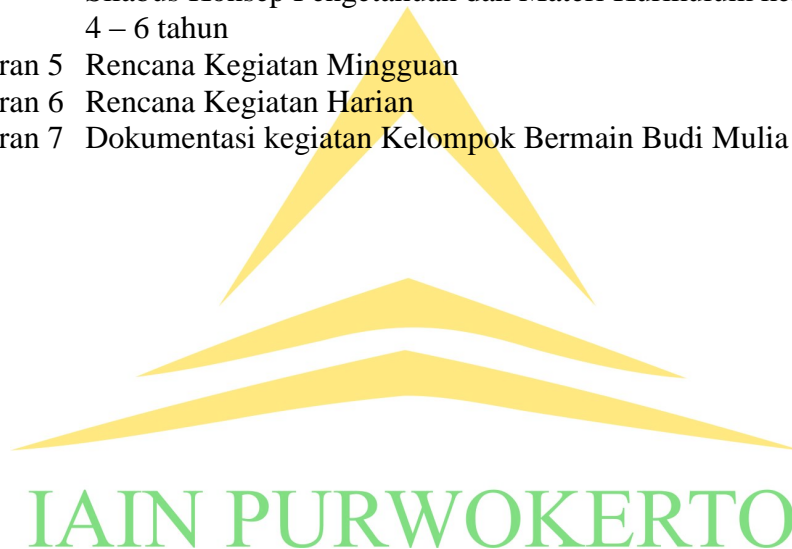 4 – 6 tahun
ran 5 Rencana Kegiatan Mingguan
ran 6 Rencana Kegiatan Harian
ran 7 Dokumentasi kegiatan Kelompok Bermain Budi Mulia
IAIN PURWOKERTO